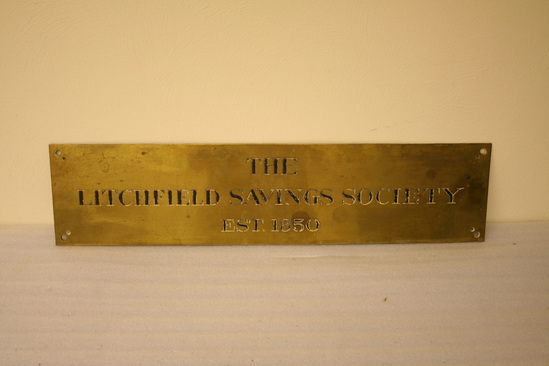 THE
LITCHFIELD SAVINGS SOCIETY
EST. 1850